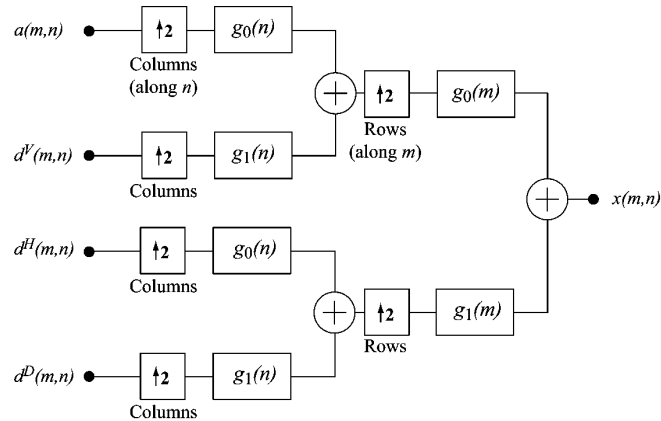 a(m,n)
↑2
g₀(n)
Columns
(along n)
↑2
g₀(m)
Rows
(along m)
dⱽ(m,n)
↑2
g₁(n)
Columns
x(m,n)
dᴴ(m,n)
↑2
g₀(n)
Columns
↑2
g₁(m)
Rows
dᴰ(m,n)
↑2
g₁(n)
Columns